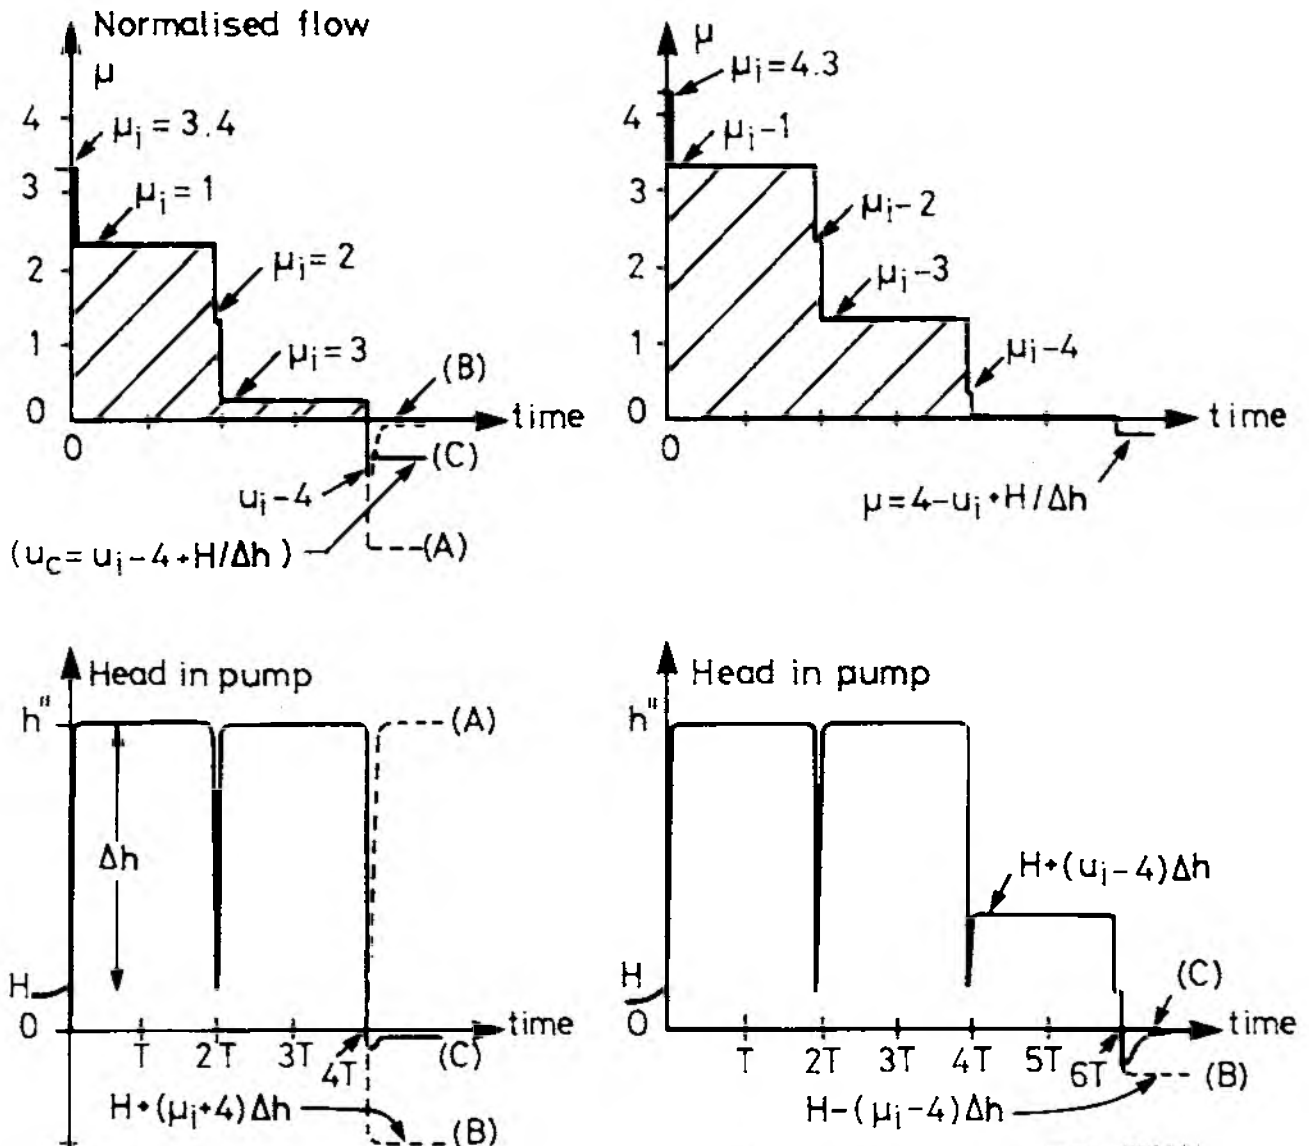 Normalised flow
μ
4
3
2
1
0
0
μi = 3.4
μi = 1
μi = 2
μi = 3
(B)
time
(C)
ui-4
(uc = ui-4+H/Δh)
(A)
μ
4
3
2
1
0
0
μi = 4.3
μi-1
μi-2
μi-3
μi-4
time
μ = 4-ui+H/Δh
Head in pump
h"
Δh
H
0
T
2T
3T
4T
time
(A)
(C)
H+(μi+4)Δh
(B)
Head in pump
h"
H
0
T
2T
3T
4T
5T
6T
time
H+(ui-4)Δh
(C)
(B)
H-(μi-4)Δh